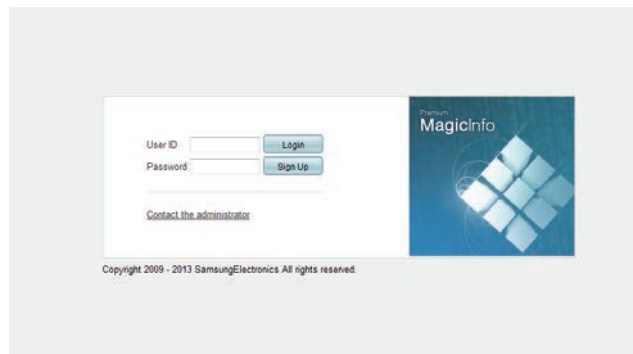 Premium
MagicInfo
User ID
Login
Password
Sign Up
Contact the administrator
Copyright 2009 - 2013 SamsungElectronics All rights reserved.